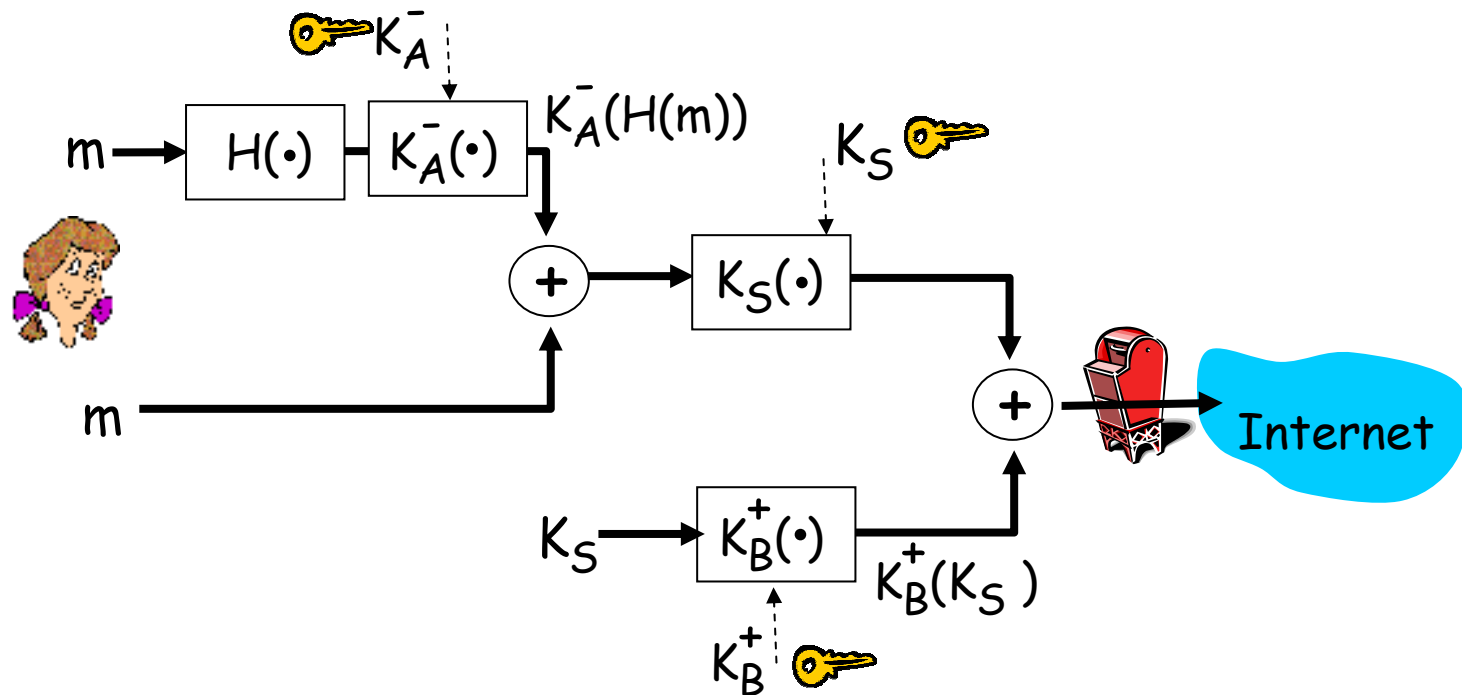 K_A^-
m
H(•)
K_A^-(•)
K_A^-(H(m))
K_S
+
K_S(•)
m
+
Internet
K_S
K_B^+(•)
K_B^+(K_S )
K_B^+